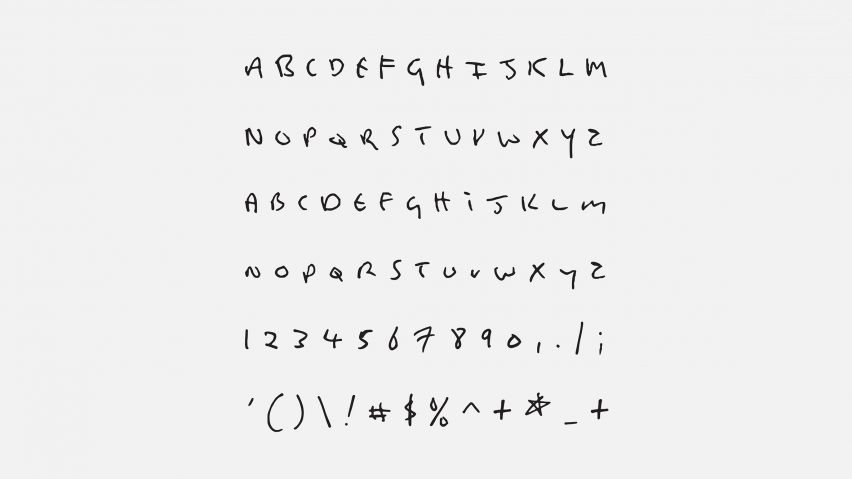 A B C D E F G H I J K L M
N O P Q R S T U V W X Y Z
A B C D E F G H i J K L M
N O P Q R S T U V W X Y Z
1 2 3 4 5 6 7 8 9 0 , . / ;
' ( ) \ ! # $ % ^ + * _ +